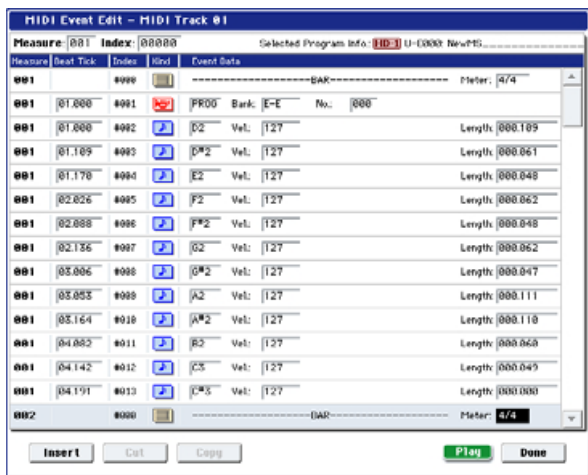 MIDI Event Edit - MIDI Track 01
Measure: 001 Index: 00000 Selected Program Info.: HD-1 U-E000: NewMS
Measure Beat Tick Index Kind Event Data
001 #000 BAR Meter: 4/4
001 01.000 #001 PROG Bank: E-E No.: 000
001 01.000 #002 D2 Vel.: 127 Length: 000.109
001 01.109 #003 D#2 Vel.: 127 Length: 000.061
001 01.170 #004 E2 Vel.: 127 Length: 000.048
001 02.026 #005 F2 Vel.: 127 Length: 000.062
001 02.088 #006 F#2 Vel.: 127 Length: 000.048
001 02.136 #007 G2 Vel.: 127 Length: 000.062
001 03.006 #008 G#2 Vel.: 127 Length: 000.047
001 03.053 #009 A2 Vel.: 127 Length: 000.111
001 03.164 #010 A#2 Vel.: 127 Length: 000.110
001 04.082 #011 B2 Vel.: 127 Length: 000.060
001 04.142 #012 C3 Vel.: 127 Length: 000.049
001 04.191 #013 C#3 Vel.: 127 Length: 000.000
002 #000 BAR Meter: 4/4
Insert Cut Copy Play Done